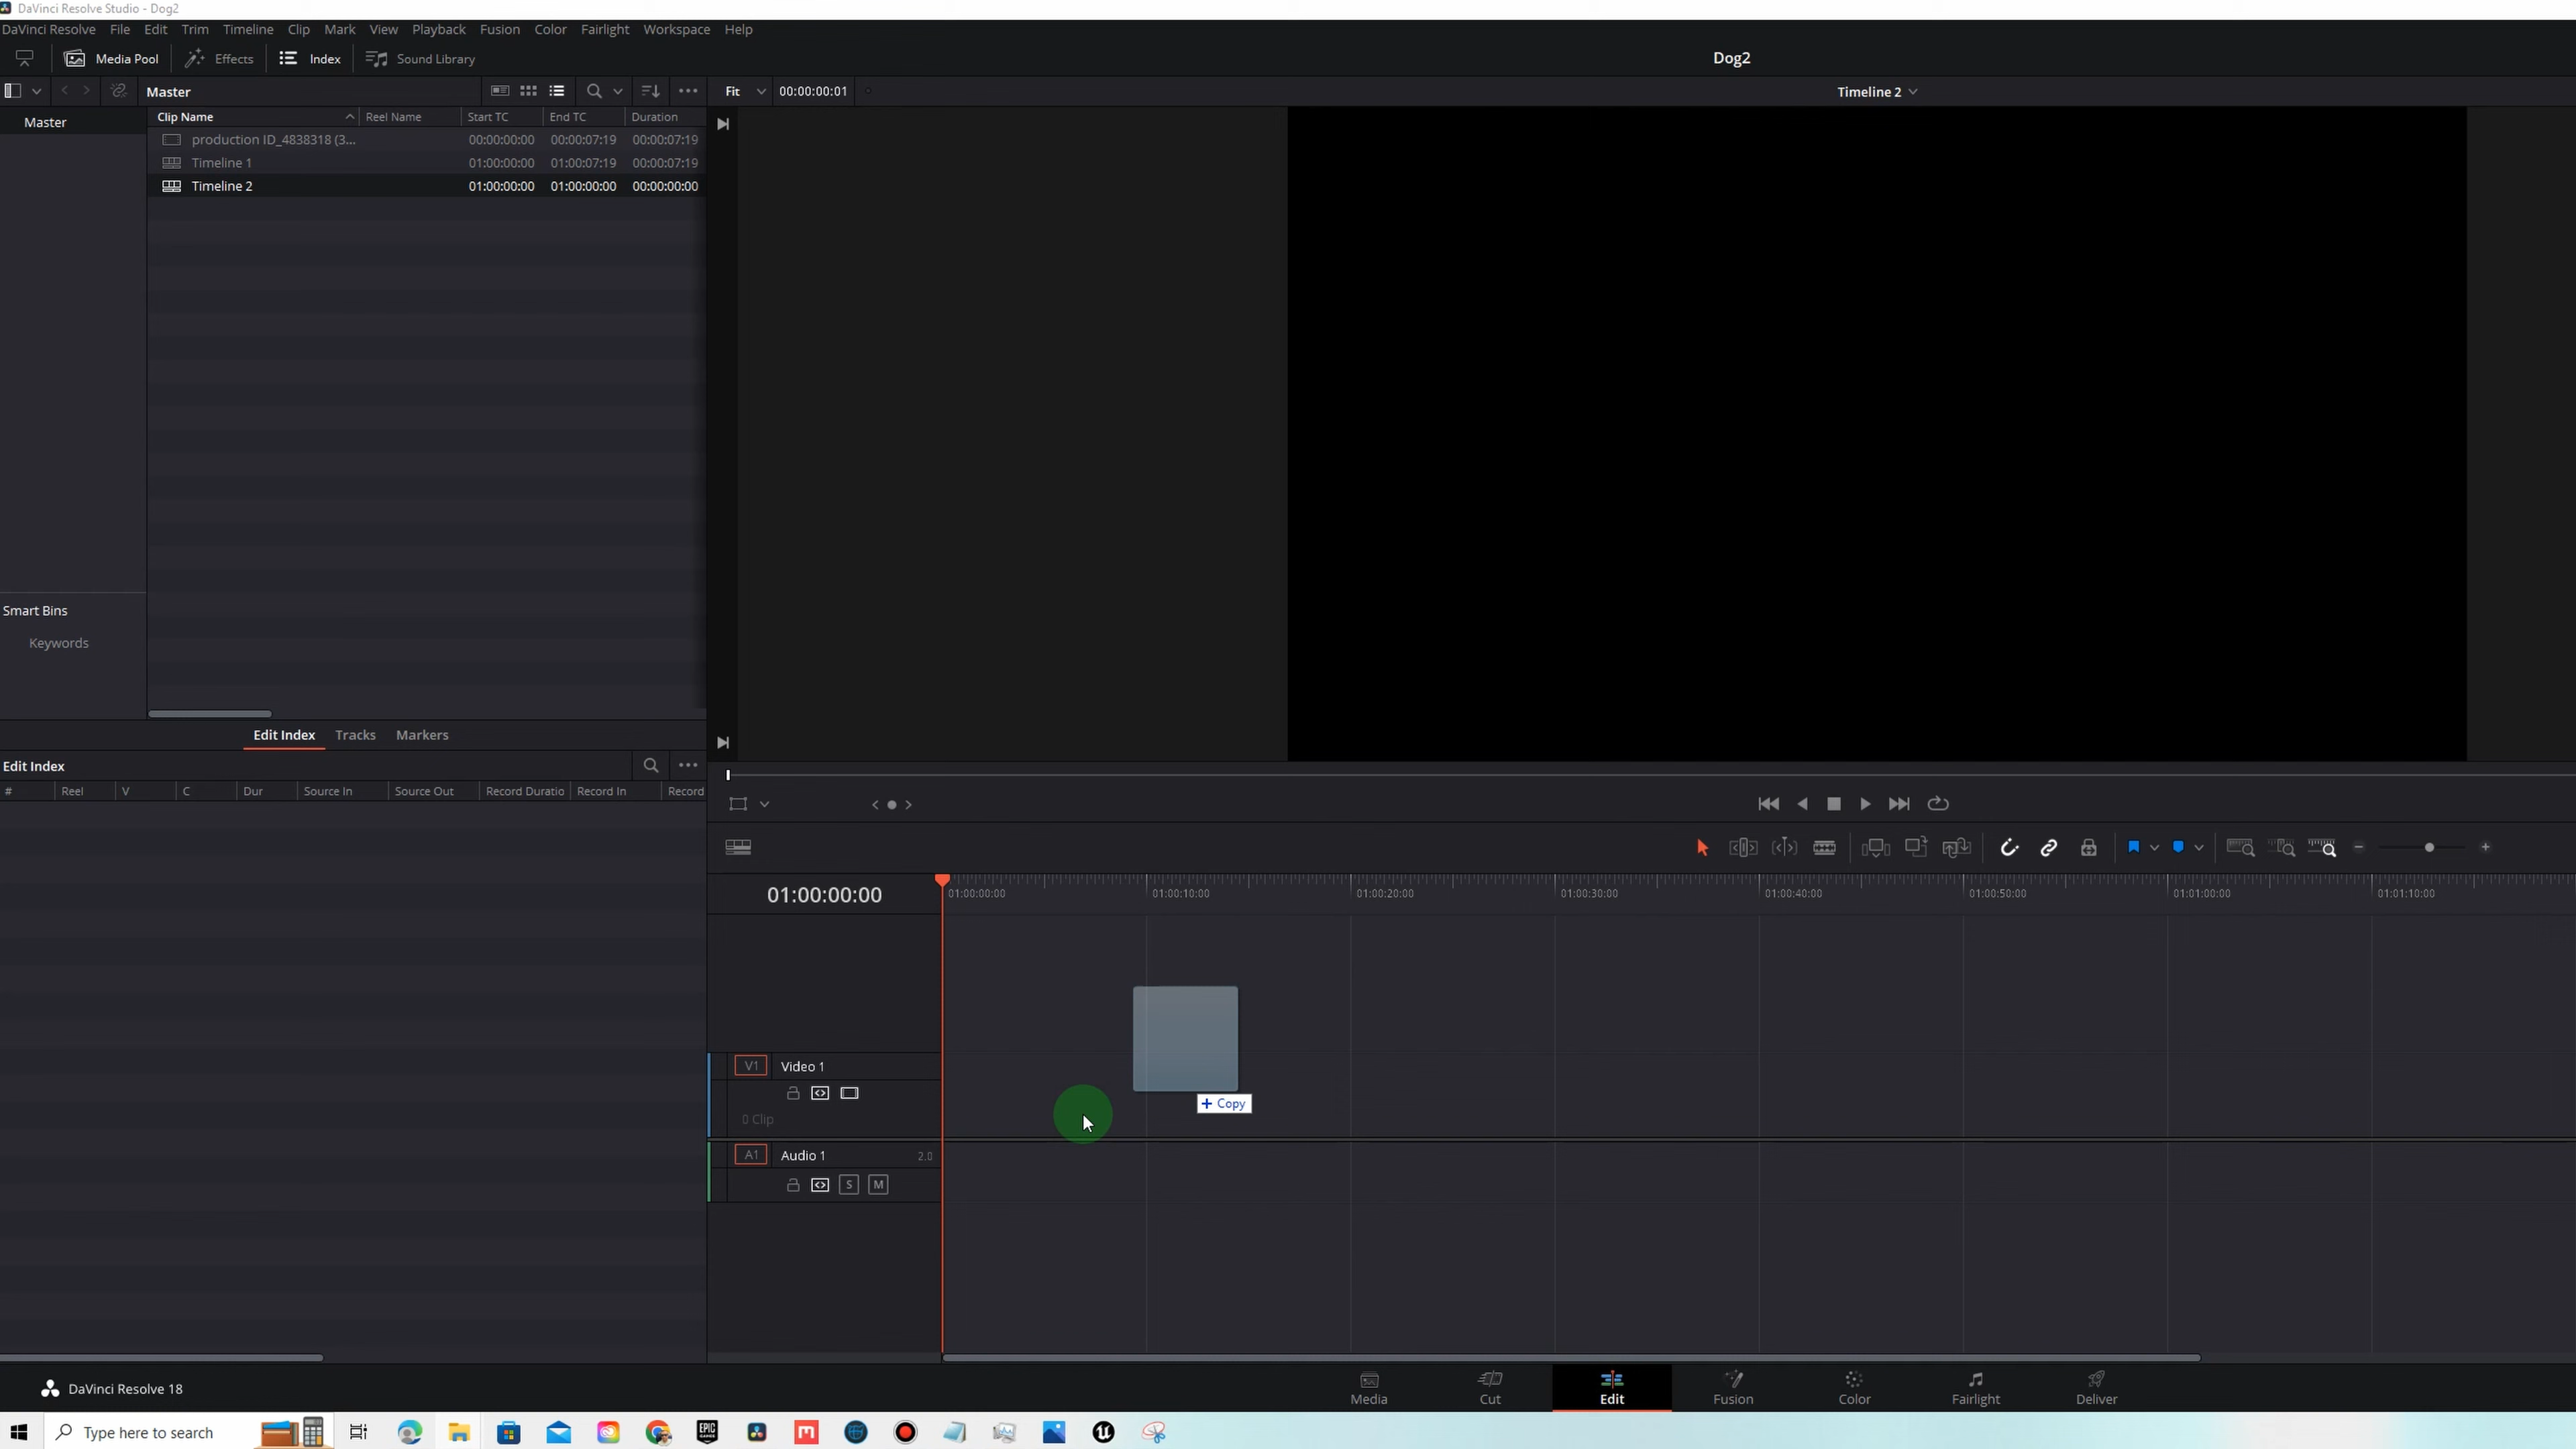 DaVinci Resolve Studio - Dog2
DaVinci Resolve File Edit Trim Timeline Clip Mark View Playback Color Fusion Fairlight Workspace Help
Media Pool Effects Index Sound Library Dog2
Master Fit 00:00:00:01 Timeline 2
Master
Clip Name Reel Name Start TC End TC Duration
production ID_4838318 (3... 00:00:00:00 00:00:07:19 00:00:07:19
Timeline 1 01:00:00:00 01:00:07:19 00:00:07:19
Timeline 2 01:00:00:00 01:00:00:00 00:00:00:00
Smart Bins
Keywords
Edit Index Tracks Markers
Edit Index
# Reel V C Dur Source In Source Out Record Duratio Record In Record
01:00:00:00 01:00:00:00 01:00:10:00 01:00:20:00 01:00:30:00 01:00:40:00 01:00:50:00 01:01:00:00 01:01:10:00
V1 Video 1
0 Clip
+ Copy
A1 Audio 1 2.0
S M
DaVinci Resolve 18
Media Cut Edit Fusion Color Fairlight Deliver
Type here to search
EPIC GAMES